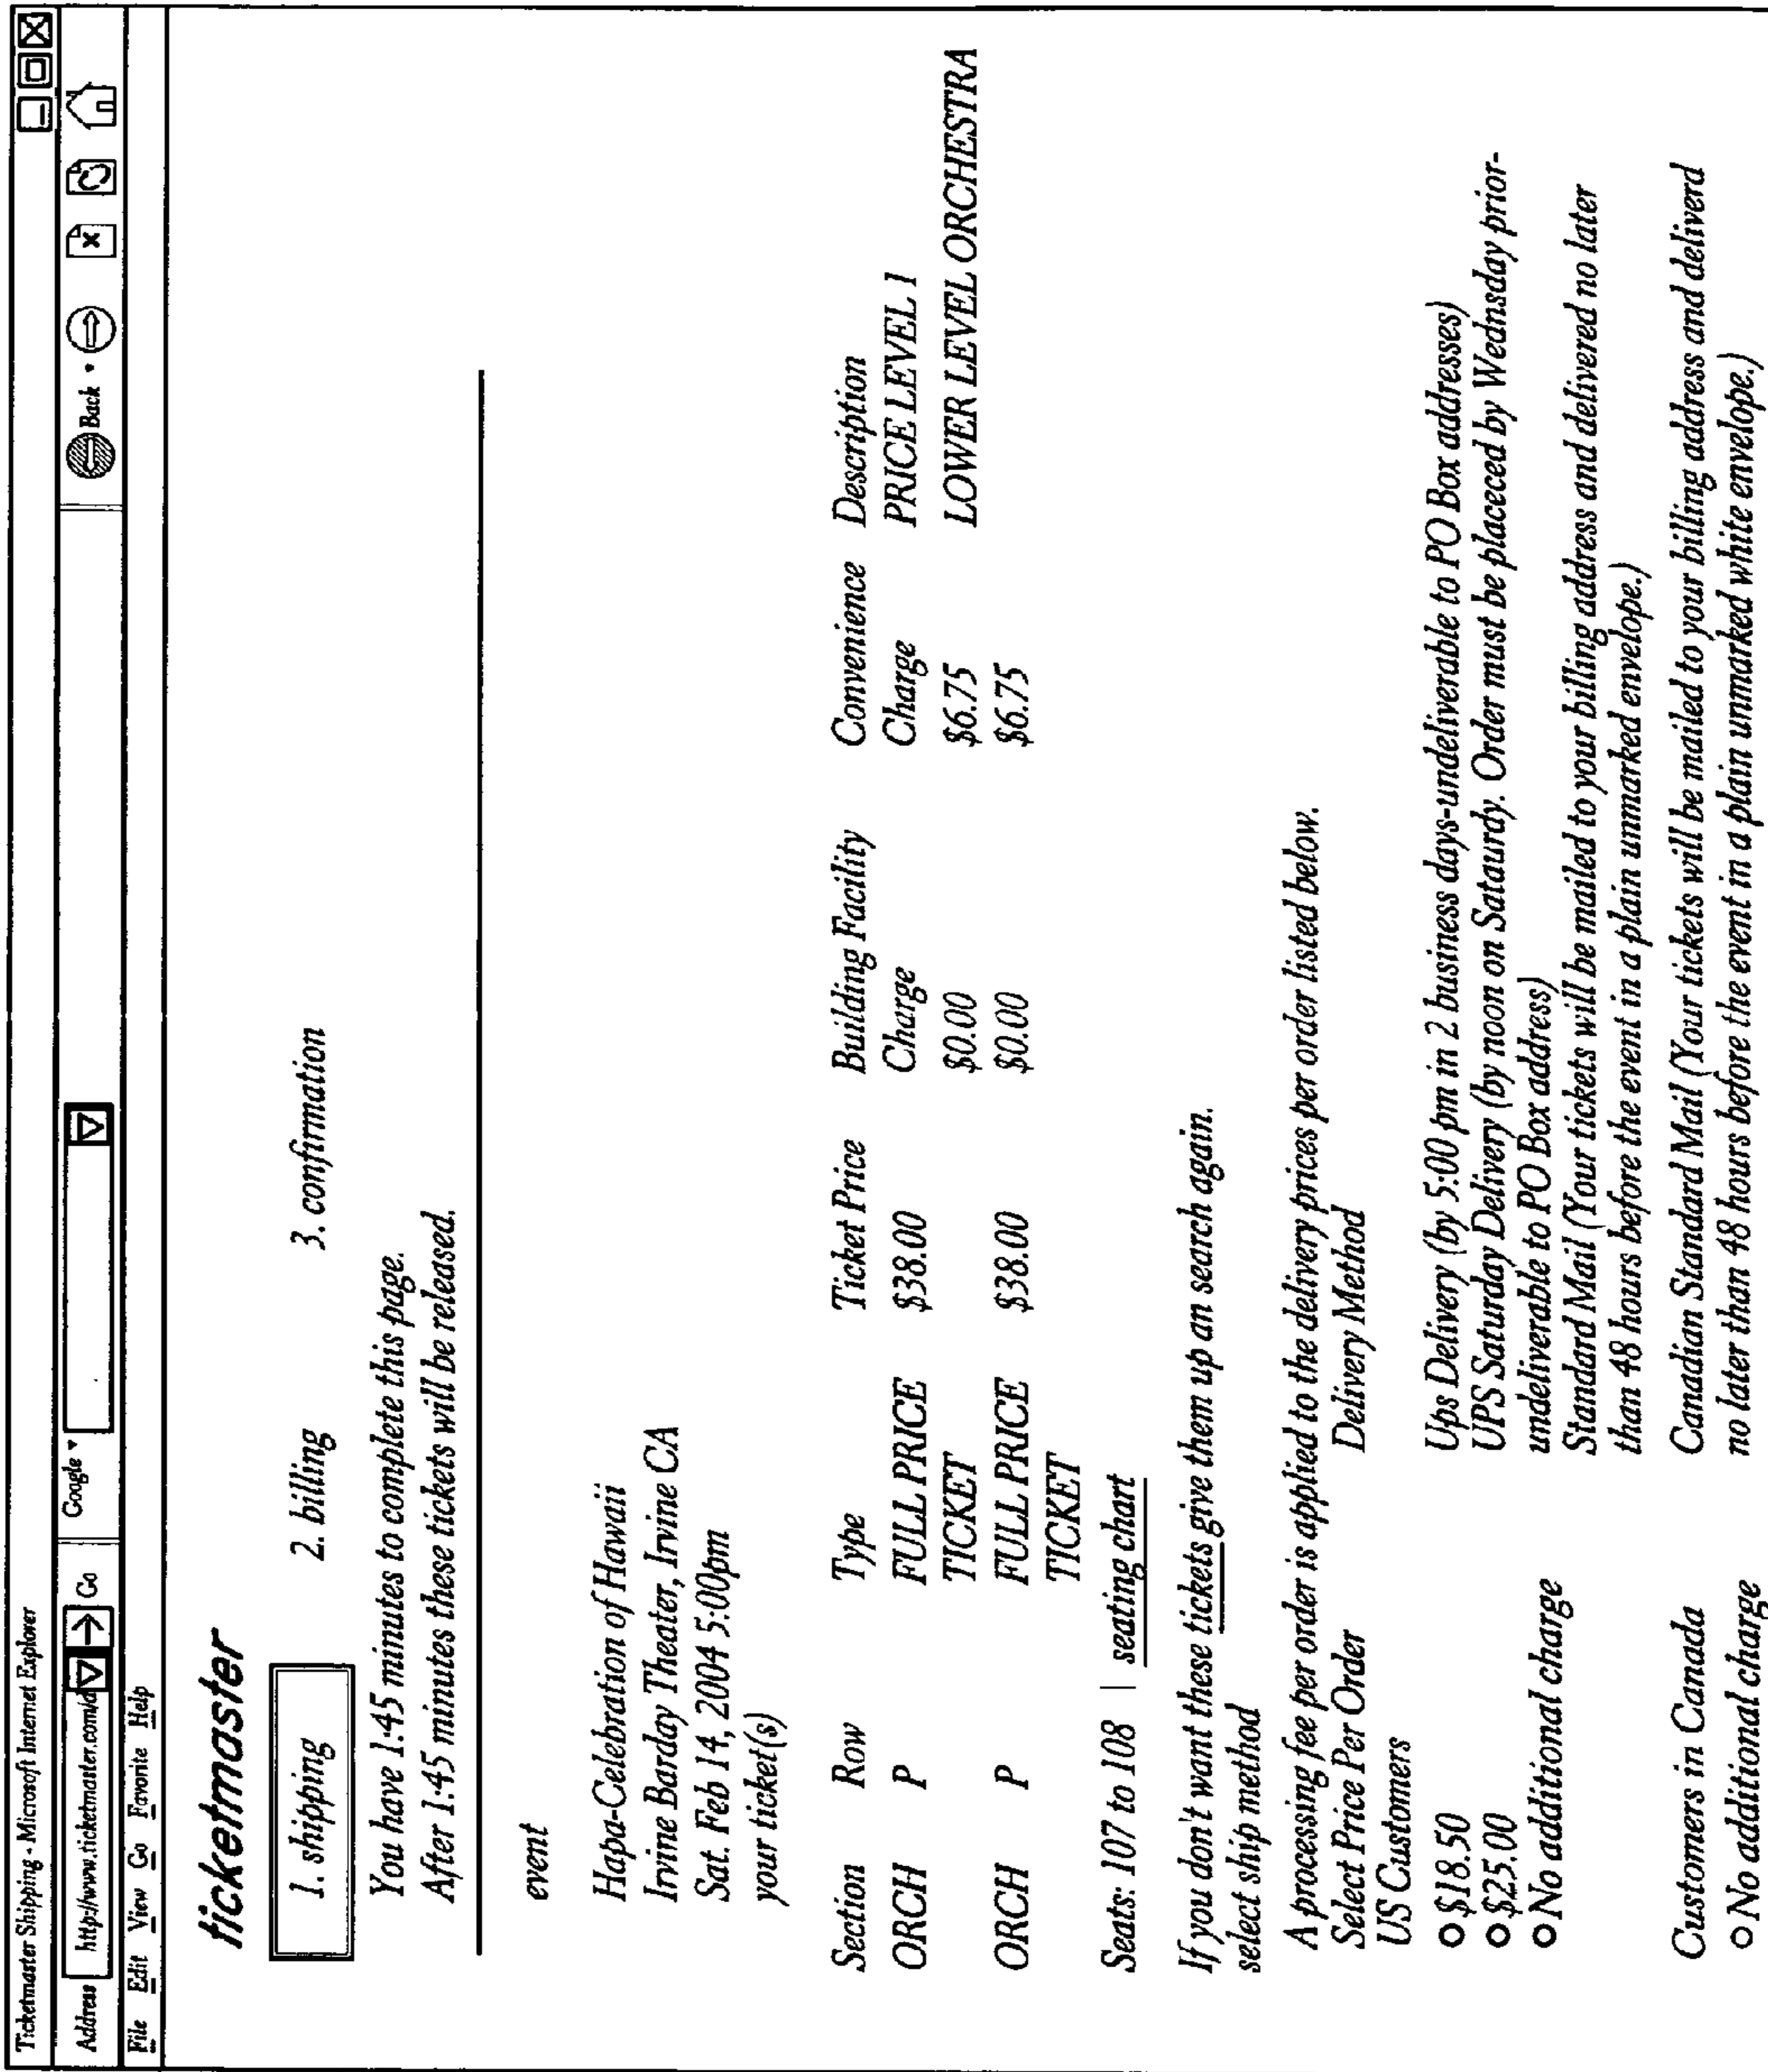 Ticketmaster Shipping - Microsoft Internet Explorer
Address http://www.ticketmaster.com/d Go Google Back
File Edit View Go Favorite Help
ticketmaster
1. shipping 2. billing 3. confirmation
You have 1:45 minutes to complete this page.
After 1:45 minutes these tickets will be released.
event
Hapa-Celebration of Hawaii
Irvine Barday Theater, Irvine CA
Sat. Feb 14, 2004 5:00pm
your ticket(s)
Section Row Type Ticket Price Building Facility Convenience Description
ORCH P FULL PRICE $38.00 Charge Charge PRICE LEVEL 1
TICKET $0.00 $6.75 LOWER LEVEL ORCHESTRA
ORCH P FULL PRICE $38.00 $0.00 $6.75
TICKET
Seats: 107 to 108 | seating chart
If you don't want these tickets give them up an search again.
select ship method
A processing fee per order is applied to the delivery prices per order listed below.
Select Price Per Order Delivery Method
US Customers
$18.50 Ups Delivery (by 5:00 pm in 2 business days-undeliverable to PO Box addresses)
$25.00 UPS Saturday Delivery (by noon on Sataurdy. Order must be placeced by Wednsday prior-
undeliverable to PO Box address)
No additional charge Standard Mail (Your tickets will be mailed to your billing address and delivered no later
than 48 hours before the event in a plain unmarked envelope.)
Customers in Canada Canadian Standard Mail (Your tickets will be mailed to your billing address and deliverd
No additional charge no later than 48 hours before the event in a plain unmarked white envelope.)